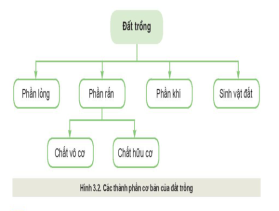 Đất trồng
Phần lỏng
Phần rắn
Phần khí
Sinh vật đất
Chất vô cơ
Chất hữu cơ
Hình 3.2. Các thành phần cơ bản của đất trồng